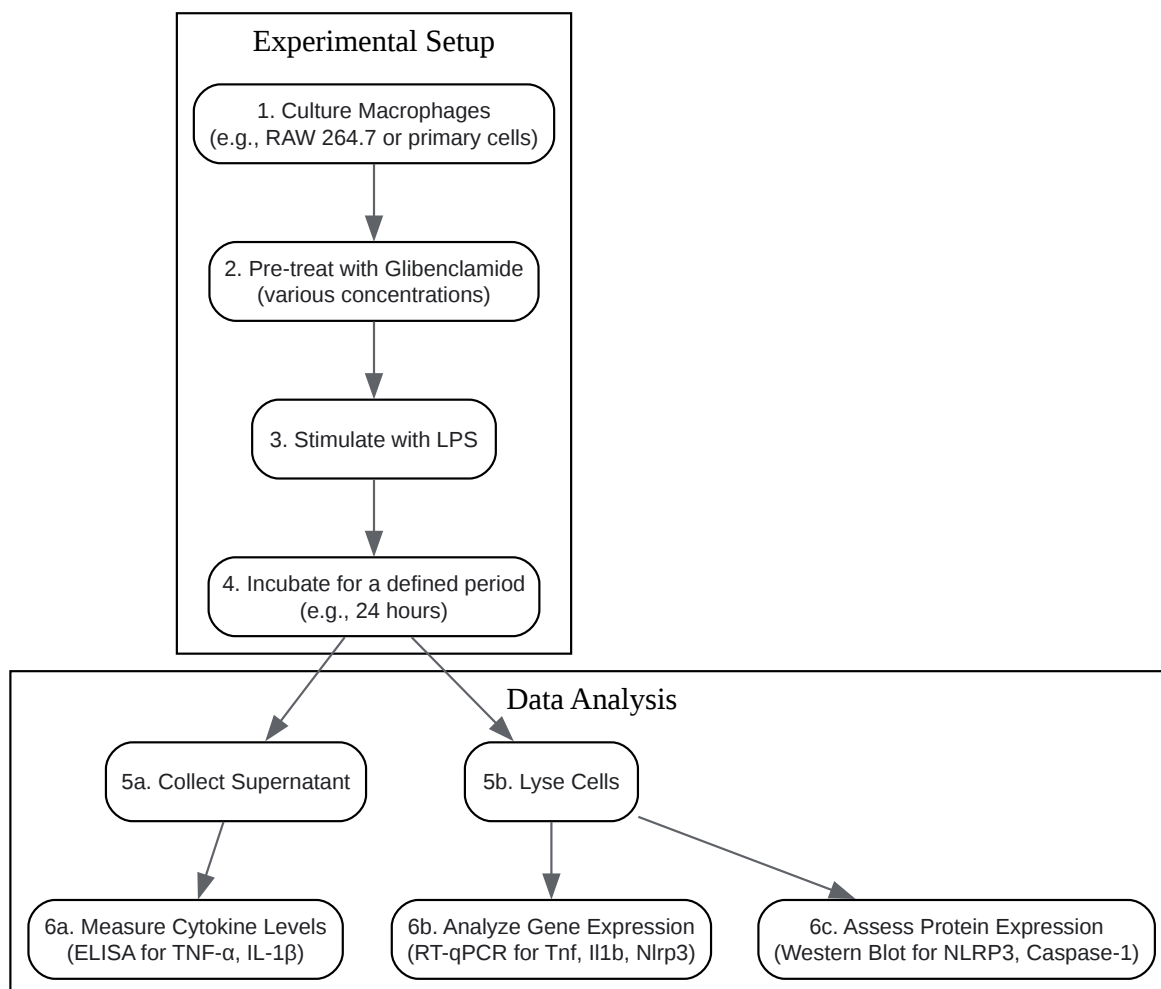 Experimental Setup
1. Culture Macrophages
(e.g., RAW 264.7 or primary cells)
2. Pre-treat with Glibenclamide
(various concentrations)
3. Stimulate with LPS
4. Incubate for a defined period
(e.g., 24 hours)
Data Analysis
5a. Collect Supernatant
5b. Lyse Cells
6a. Measure Cytokine Levels
(ELISA for TNF-α, IL-1β)
6b. Analyze Gene Expression
(RT-qPCR for Tnf, Il1b, Nlrp3)
6c. Assess Protein Expression
(Western Blot for NLRP3, Caspase-1)